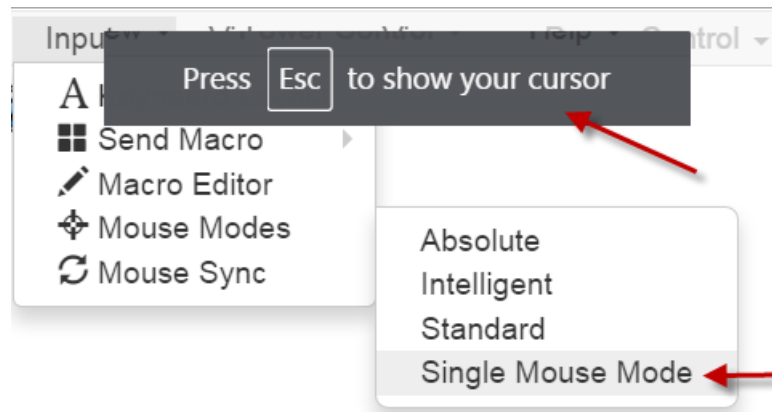 Input
Press Esc to show your cursor
Send Macro
Macro Editor
Mouse Modes
Mouse Sync
Absolute
Intelligent
Standard
Single Mouse Mode